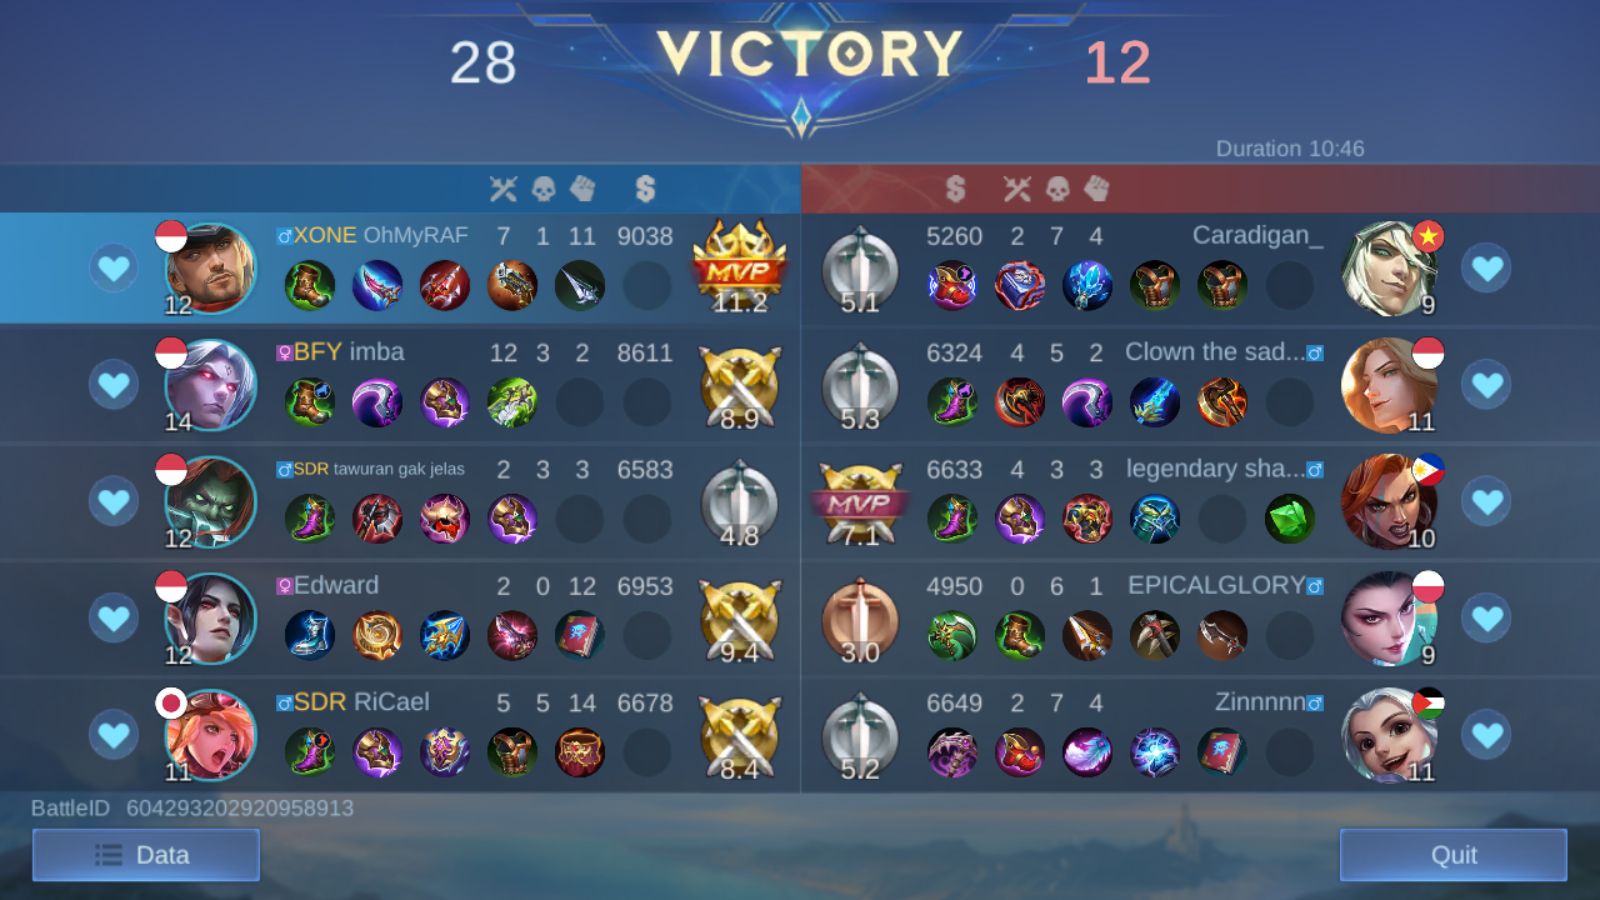 28 VICTORY 12
Duration 10:46
XONE OhMyRAF 7 1 11 9038
12
MVP
11.2
5.1
5260 2 7 4 Caradigan_
9
BFY imba 12 3 2 8611
14
8.9
5.3
6324 4 5 2 Clown the sad...
11
SDR tawuran gak jelas 2 3 3 6583
12
4.8
MVP
7.1
6633 4 3 3 legendary sha...
10
Edward 2 0 12 6953
12
9.4
3.0
4950 0 6 1 EPICALGLORY
9
SDR RiCael 5 5 14 6678
11
8.4
5.2
6649 2 7 4 Zinnnnn
11
BattleID 604293202920958913
Data
Quit